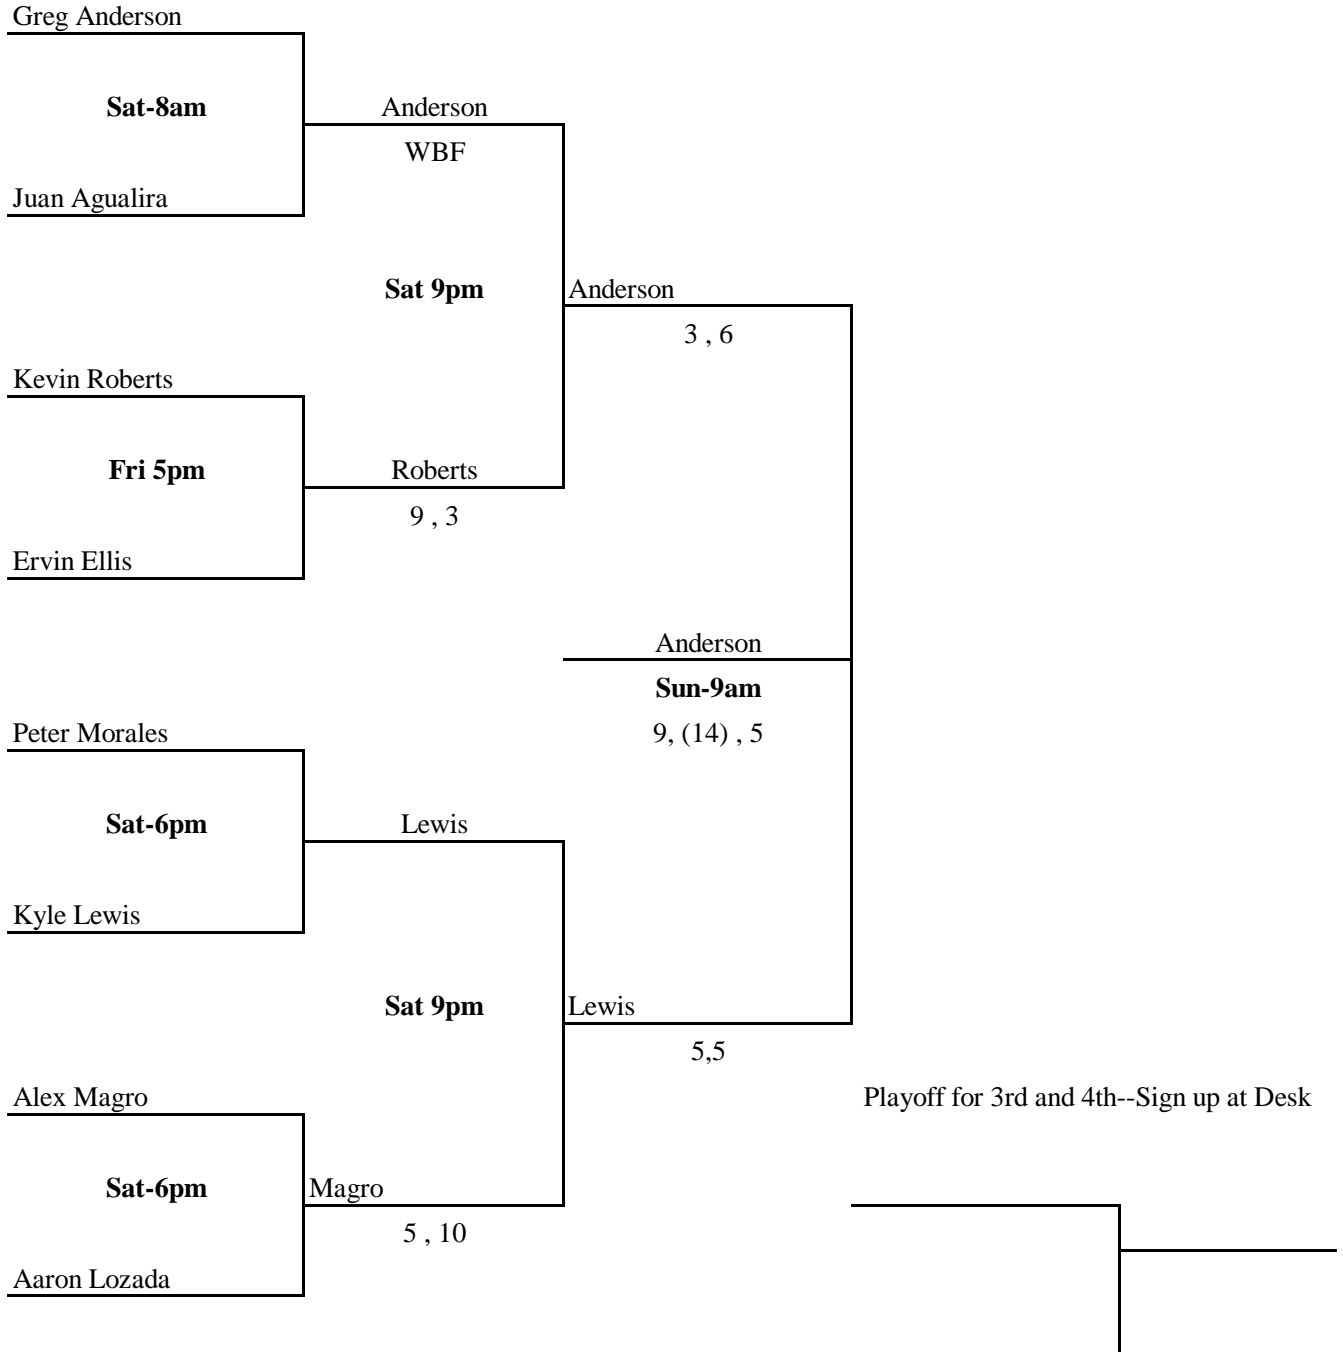 Greg Anderson
Sat-8am
Anderson
WBF
Juan Agualira
Sat 9pm
Anderson
3 , 6
Kevin Roberts
Fri 5pm
Roberts
9 , 3
Ervin Ellis
Anderson
Sun-9am
9, (14) , 5
Peter Morales
Sat-6pm
Lewis
Kyle Lewis
Sat 9pm
Lewis
5,5
Alex Magro
Playoff for 3rd and 4th--Sign up at Desk
Sat-6pm
Magro
5 , 10
Aaron Lozada